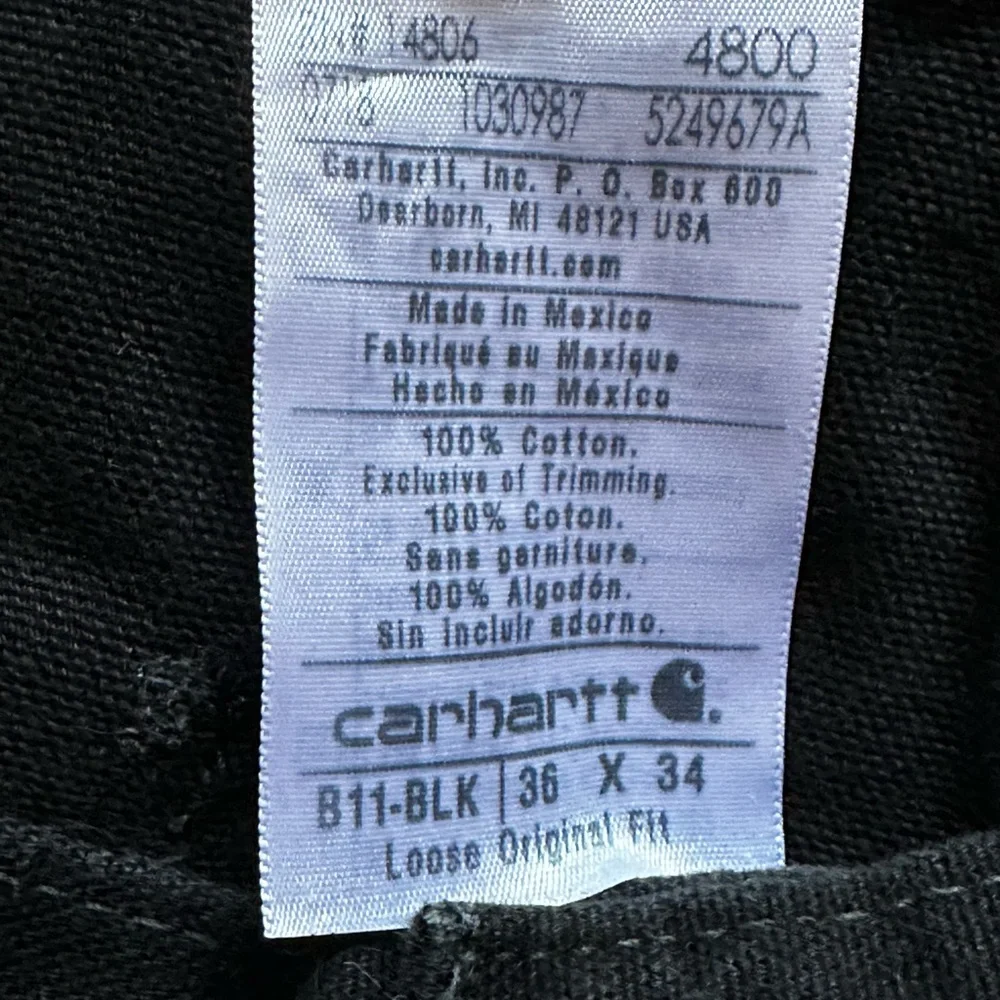 14806 4800
1030987 5249679A
Carhartt, Inc. P. O. Box 600
Dearborn, MI 48121 USA
carhartt.com
Made in Mexico
Fabriqué au Mexique
Hecho en México
100% Cotton.
Exclusive of Trimming.
100% Coton.
Sans garniture.
100% Algodón.
Sin incluir adorno.
carhartt
B11-BLK | 36 X 34
Loose Original Fit